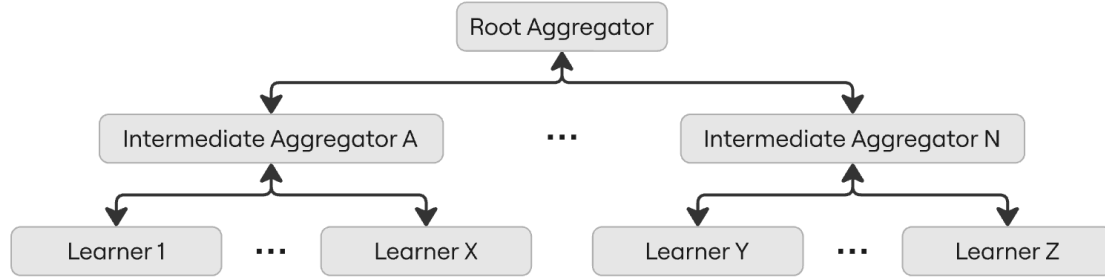 Root Aggregator
Intermediate Aggregator A
...
Intermediate Aggregator N
Learner 1
...
Learner X
Learner Y
...
Learner Z